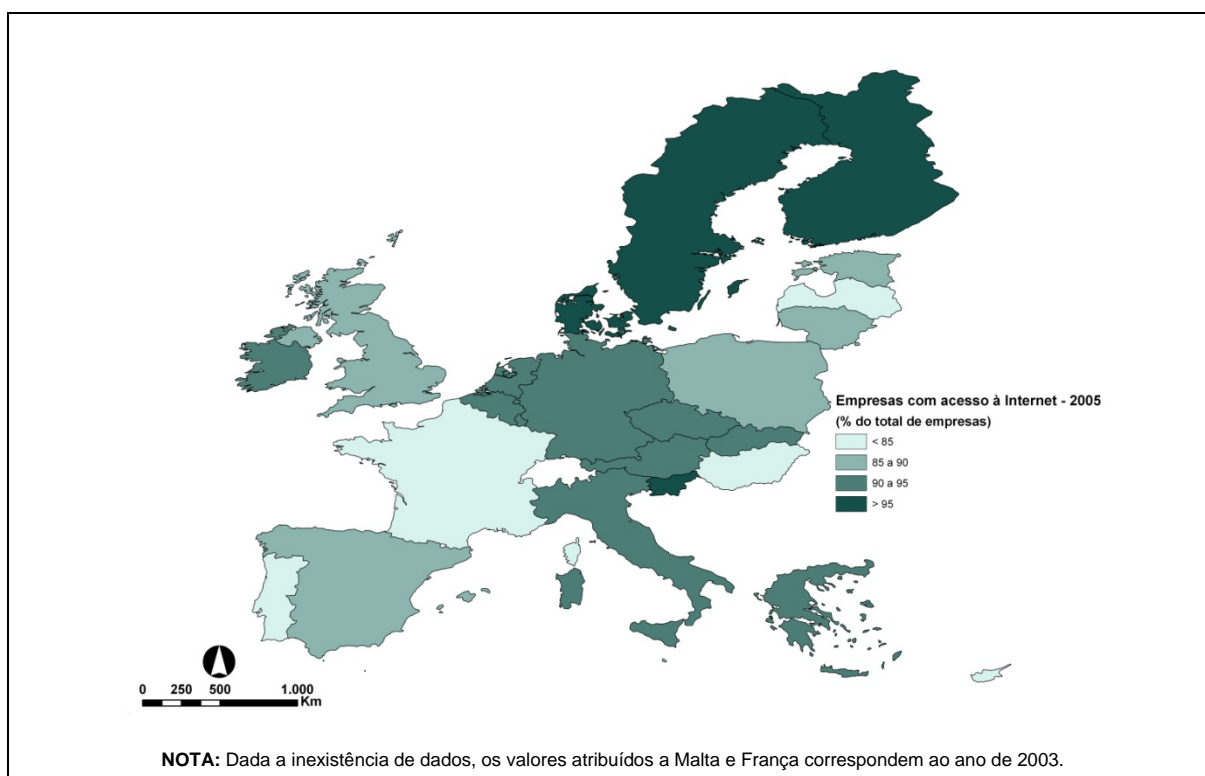 Empresas com acesso à Internet - 2005
(% do total de empresas)
< 85
85 a 90
90 a 95
> 95
0 250 500 1.000
Km
NOTA: Dada a inexistência de dados, os valores atribuídos a Malta e França correspondem ao ano de 2003.